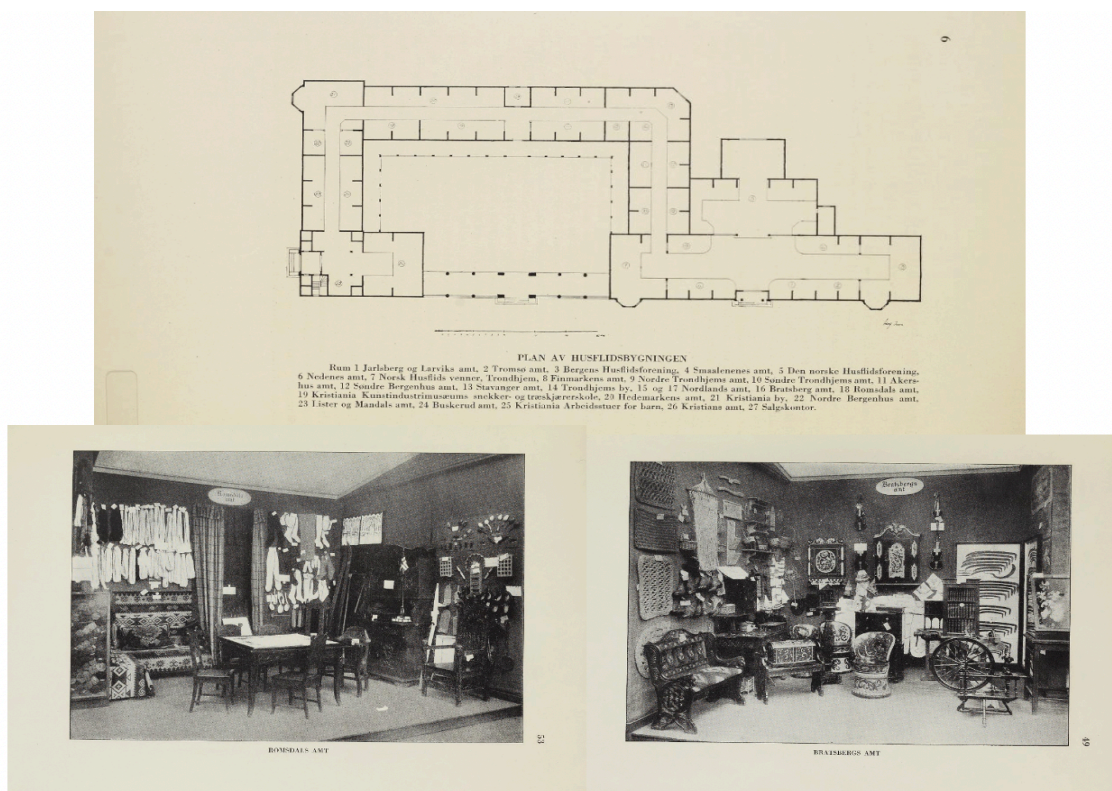 6
PLAN AV HUSFLIDSBYGNINGEN
Rum 1 Jarlsberg og Larviks amt, 2 Tromsø amt, 3 Bergens Husflidsforening, 4 Smaalenenes amt, 5 Den norske Husflidsforening,
6 Nedenes amt, 7 Norsk Husflids venner, Trondhjem, 8 Finmarkens amt, 9 Nordre Trondhjems amt, 10 Søndre Trondhjems amt, 11 Akers-
hus amt, 12 Søndre Bergenhus amt, 13 Stavanger amt, 14 Trondhjems by, 15 og 17 Nordlands amt, 16 Bratsberg amt, 18 Romsdals amt,
19 Kristiania Kunstindustrimusæums snekker- og træskjærerskole, 20 Hedemarkens amt, 21 Kristiania by, 22 Nordre Bergenhus amt,
23 Lister og Mandals amt, 24 Buskerud amt, 25 Kristiania Arbeidsstuer for barn, 26 Kristians amt, 27 Salgskontor.
Romsdals
amt
ROMSDALS AMT
53
Bratsbergs
amt
BRATSBERGS AMT
49